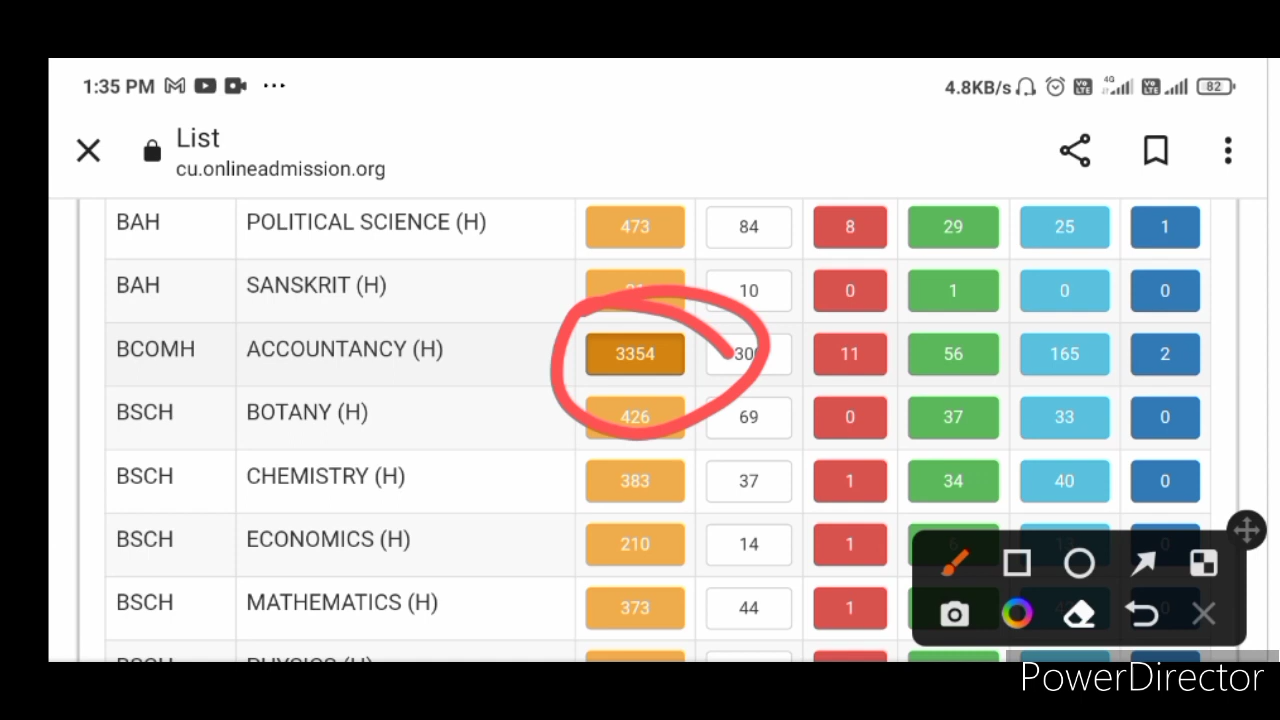 1:35 PM ... 4.8KB/s 4G 82
List
cu.onlineadmission.org
BAH POLITICAL SCIENCE (H) 473 84 8 29 25 1
BAH SANSKRIT (H) 10 0 1 0 0
BCOMH ACCOUNTANCY (H) 3354 11 56 165 2
BSCH BOTANY (H) 426 69 0 37 33 0
BSCH CHEMISTRY (H) 383 37 1 34 40 0
BSCH ECONOMICS (H) 210 14 1
BSCH MATHEMATICS (H) 373 44 1
PowerDirector